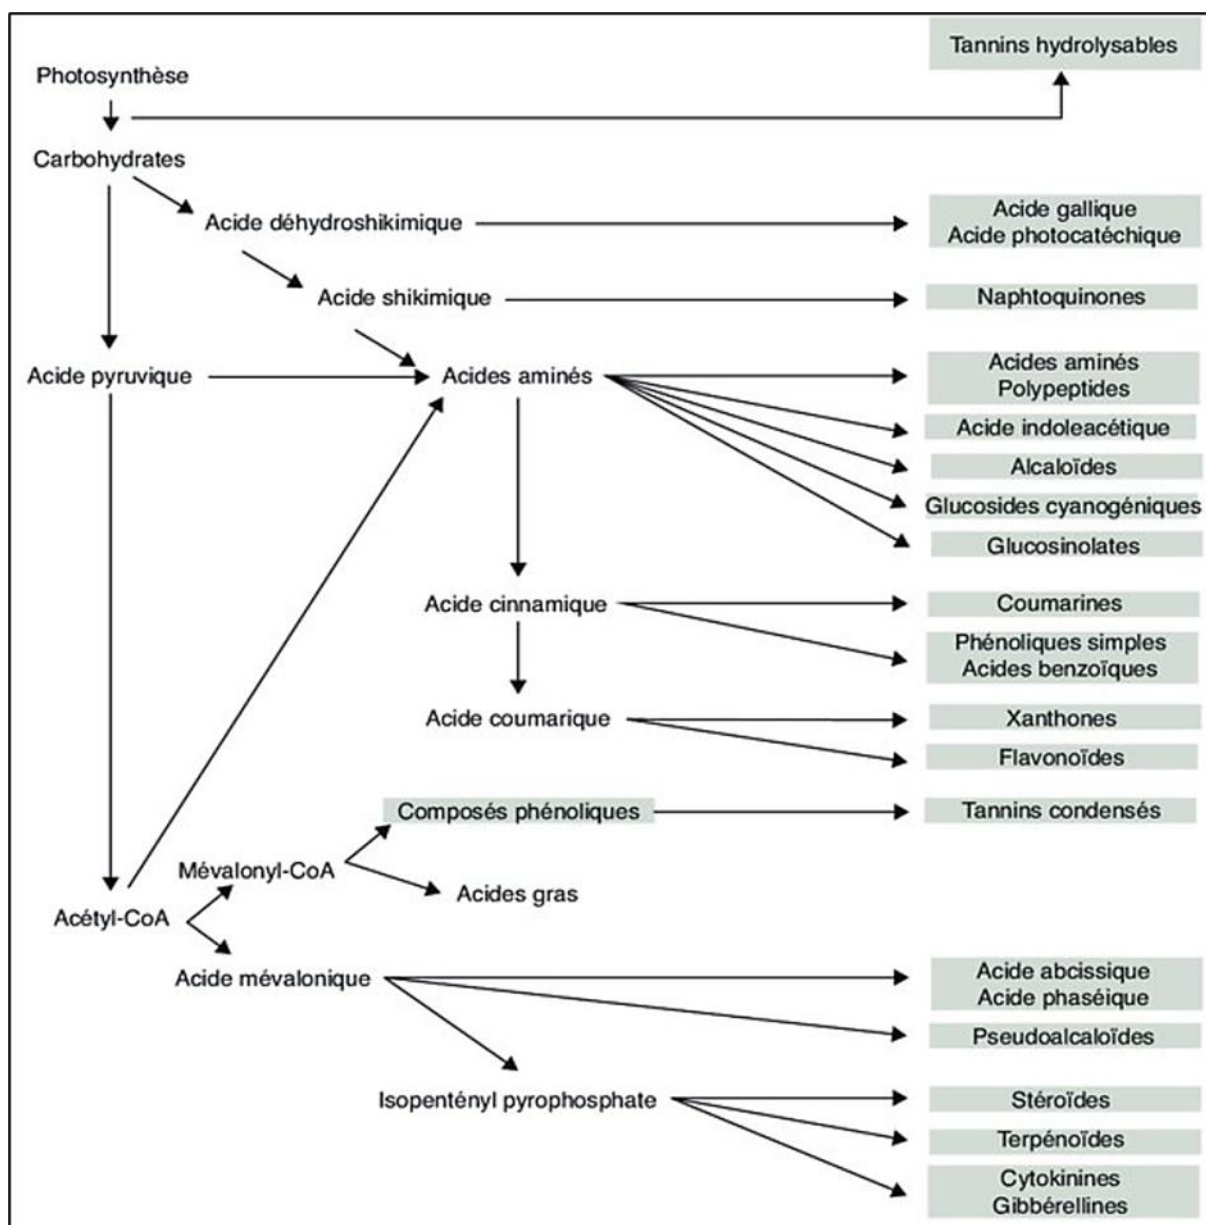 Tannins hydrolysables
Photosynthèse
Carbohydrates
Acide déhydroshikimique
Acide gallique
Acide photocatéchique
Acide shikimique
Naphtoquinones
Acide pyruvique
Acides aminés
Acides aminés
Polypeptides
Acide indoleacétique
Alcaloïdes
Glucosides cyanogéniques
Glucosinolates
Acide cinnamique
Coumarines
Phénoliques simples
Acides benzoïques
Acide coumarique
Xanthones
Flavonoïdes
Composés phénoliques
Tannins condensés
Mévalonyl-CoA
Acides gras
Acétyl-CoA
Acide mévalonique
Acide abcissique
Acide phaséique
Pseudoalcaloïdes
Isopentényl pyrophosphate
Stéroïdes
Terpénoïdes
Cytokinines
Gibbérellines